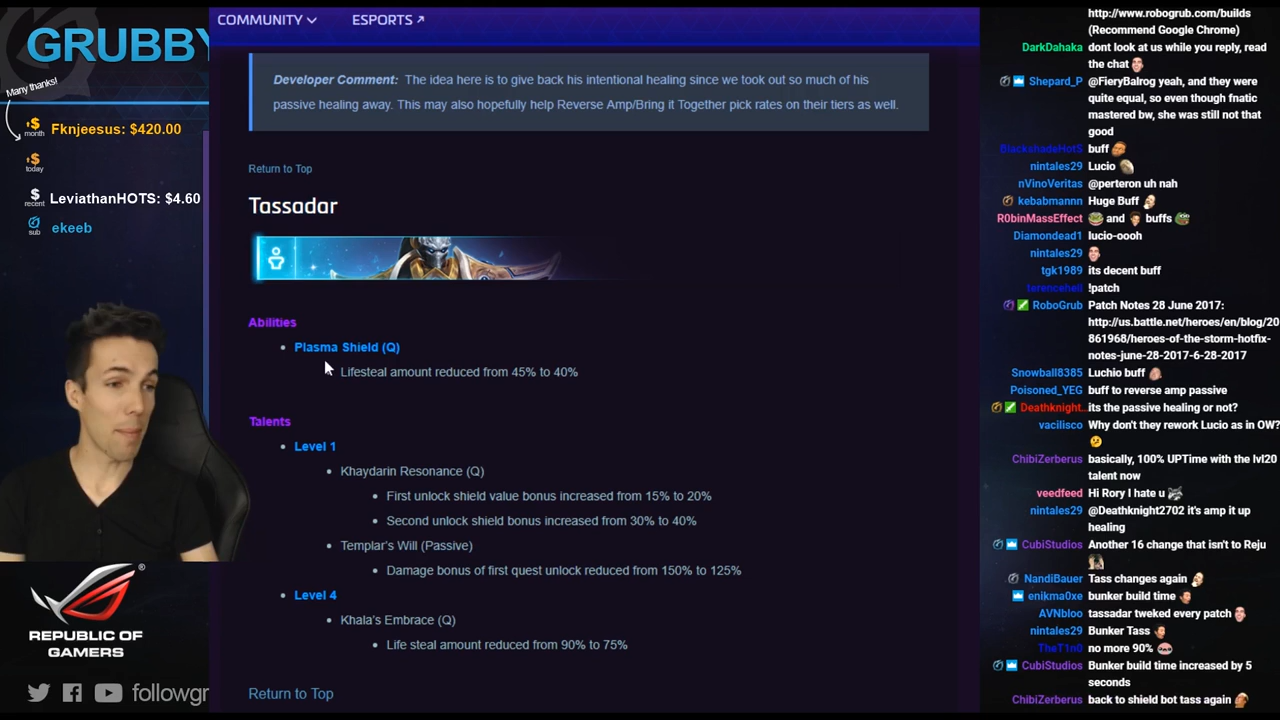 GRUBBY
Many thanks!
$ month
Fknjeesus: $420.00
$ today
$ recent
LeviathanHOTS: $4.60
sub
ekeeb
REPUBLIC OF
GAMERS
®
followgr
COMMUNITY
ESPORTS
Developer Comment: The idea here is to give back his intentional healing since we took out so much of his
passive healing away. This may also hopefully help Reverse Amp/Bring it Together pick rates on their tiers as well.
Return to Top
Tassadar
Abilities
Plasma Shield (Q)
Lifesteal amount reduced from 45% to 40%
Talents
Level 1
Khaydarin Resonance (Q)
First unlock shield value bonus increased from 15% to 20%
Second unlock shield bonus increased from 30% to 40%
Templar's Will (Passive)
Damage bonus of first quest unlock reduced from 150% to 125%
Level 4
Khala's Embrace (Q)
Life steal amount reduced from 90% to 75%
Return to Top
http://www.robogrub.com/builds
(Recommend Google Chrome)
DarkDahaka dont look at us while you reply, read
the chat
Shepard_P @FieryBalrog yeah, and they were
quite equal, so even though fnatic
mastered bw, she was still not that
good
BlackshadeHotS buff
nintales29 Lucio
nVinoVeritas @perteron uh nah
kebabmannn Huge Buff
R0binMassEffect and buffs
Diamondead1 lucio-oooh
nintales29
tgk1989 its decent buff
terencehell !patch
RoboGrub Patch Notes 28 June 2017:
http://us.battle.net/heroes/en/blog/20
861968/heroes-of-the-storm-hotfix-
notes-june-28-2017-6-28-2017
Snowball8385 Luchio buff
Poisoned_YEG buff to reverse amp passive
Deathknight... its the passive healing or not?
vacilisco Why don't they rework Lucio as in OW?
ChibiZerberus basically, 100% UPTime with the lvl20
talent now
veedfeed Hi Rory I hate u
nintales29 @Deathknight2702 it's amp it up
healing
CubiStudios Another 16 change that isn't to Reju
NandiBauer Tass changes again
enikma0xe bunker build time
AVNbloo tassadar tweked every patch
nintales29 Bunker Tass
TheT1n0 no more 90%
CubiStudios Bunker build time increased by 5
seconds
ChibiZerberus back to shield bot tass again